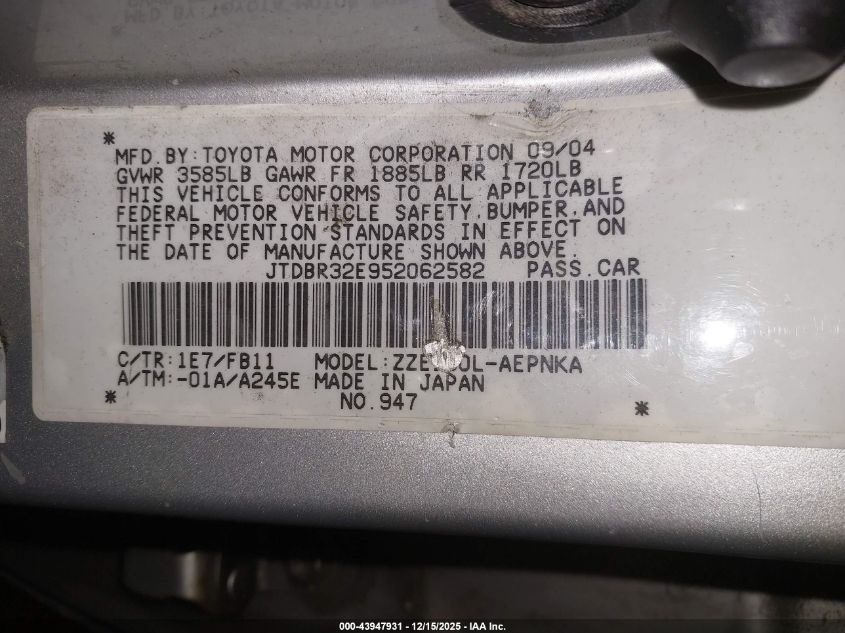 *
MFD.BY:TOYOTA MOTOR CORPORATION 09/04
GVWR 3585LB GAWR FR 1885LB RR 1720LB
THIS VEHICLE CONFORMS TO ALL APPLICABLE
FEDERAL MOTOR VEHICLE SAFETY,BUMPER,AND
THEFT PREVENTION STANDARDS IN EFFECT ON
THE DATE OF MANUFACTURE SHOWN ABOVE.
JTDBR32E952062582 PASS.CAR
C/TR:1E7/FB11 MODEL: 
A/TM:-01A/A245E MADE IN JAPAN
* NO.947 *
000-43947931 - 12/15/2025 - IAA Inc.